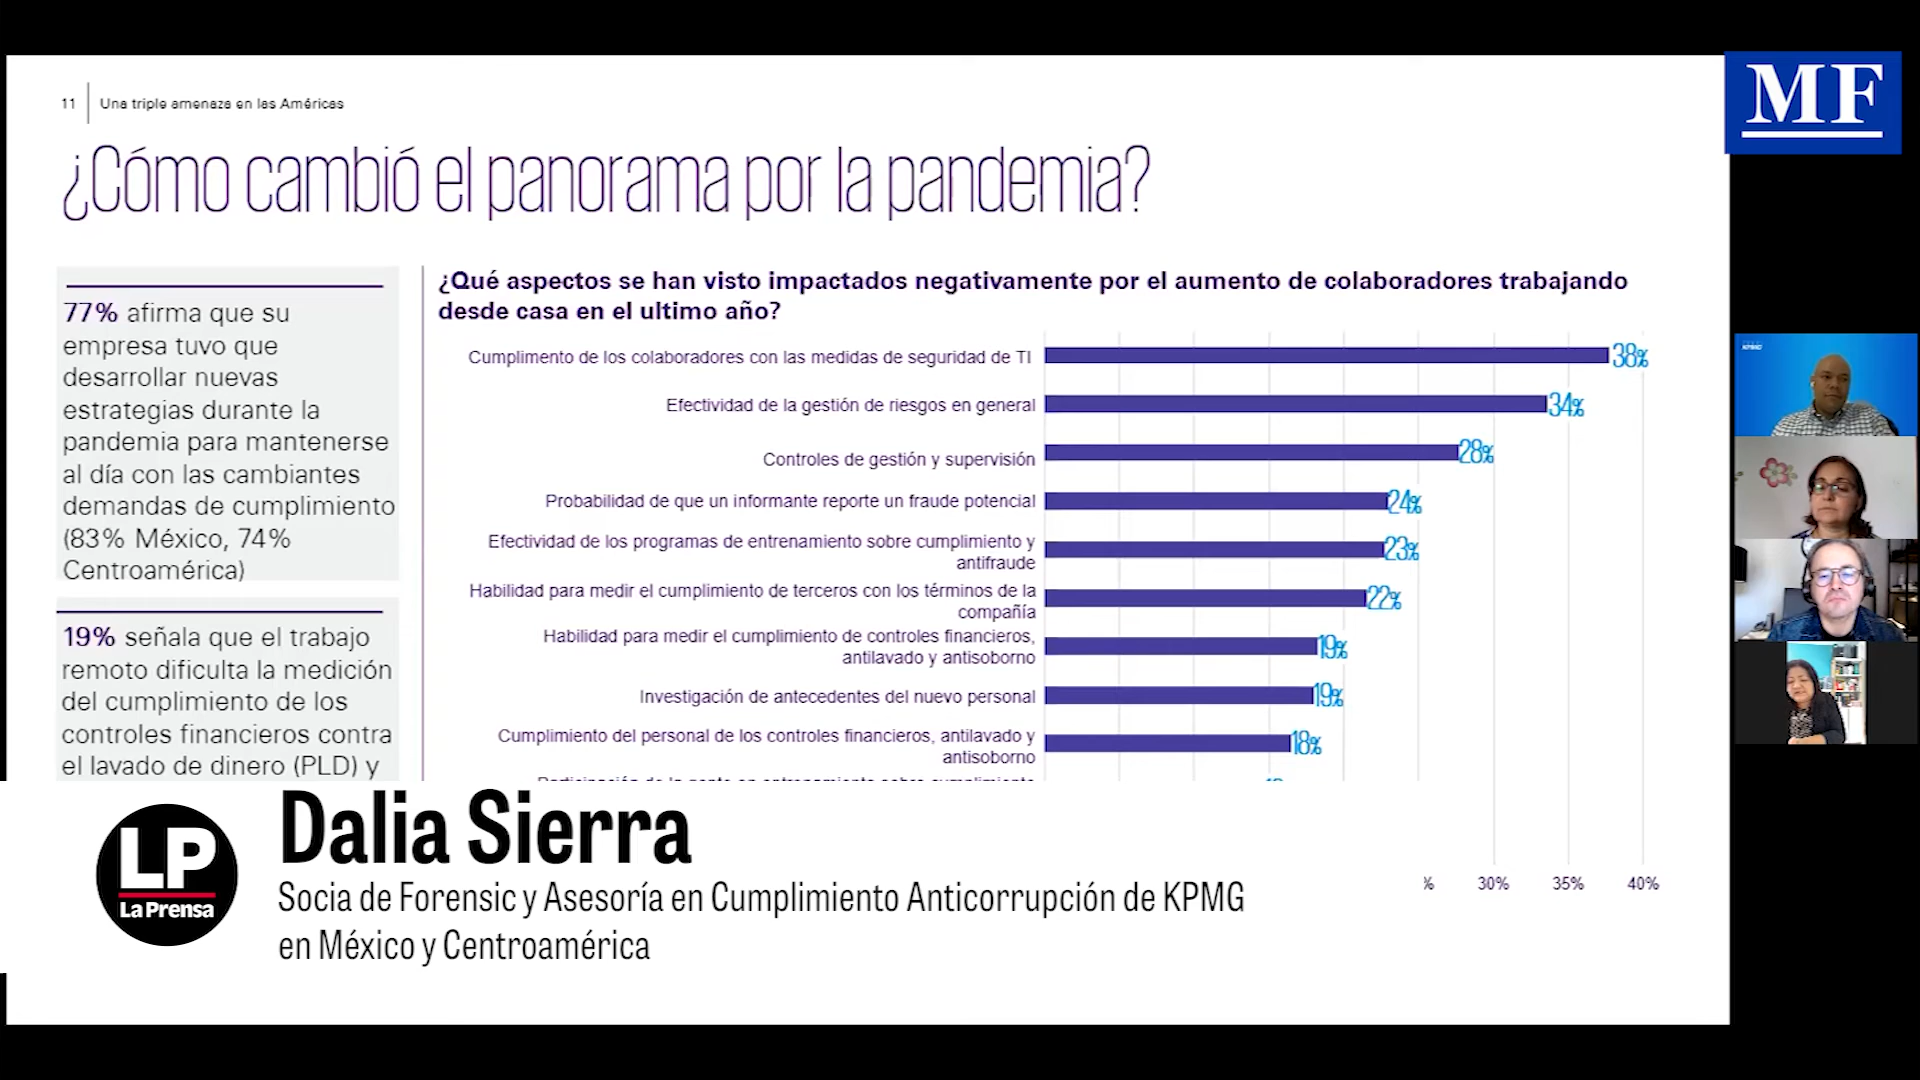 11 Una triple amenaza en las Américas
MF
¿Cómo cambió el panorama por la pandemia?
77% afirma que su
empresa tuvo que
desarrollar nuevas
estrategias durante la
pandemia para mantenerse
al día con las cambiantes
demandas de cumplimiento
(83% México, 74%
Centroamérica)
19% señala que el trabajo
remoto dificulta la medición
del cumplimiento de los
controles financieros contra
el lavado de dinero (PLD) y
¿Qué aspectos se han visto impactados negativamente por el aumento de colaboradores trabajando
desde casa en el ultimo año?
Cumplimento de los colaboradores con las medidas de seguridad de TI 38%
Efectividad de la gestión de riesgos en general 34%
Controles de gestión y supervisión 28%
Probabilidad de que un informante reporte un fraude potencial 24%
Efectividad de los programas de entrenamiento sobre cumplimiento y
antifraude 23%
Habilidad para medir el cumplimiento de terceros con los términos de la
compañía 22%
Habilidad para medir el cumplimiento de controles financieros,
antilavado y antisoborno 19%
Investigación de antecedentes del nuevo personal 19%
Cumplimiento del personal de los controles financieros, antilavado y
antisoborno 18%
% 30% 35% 40%
KPMG
LP
La Prensa
Dalia Sierra
Socia de Forensic y Asesoría en Cumplimiento Anticorrupción de KPMG
en México y Centroamérica